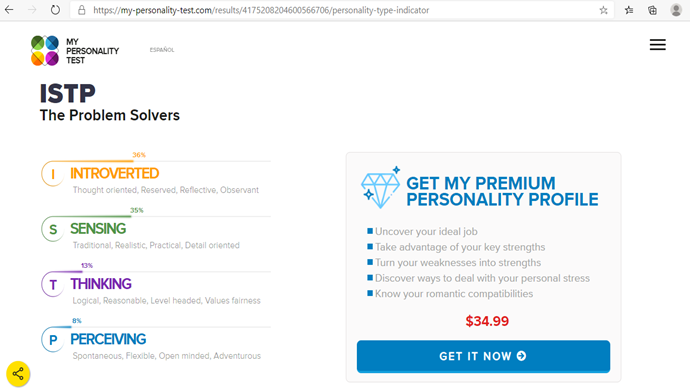 https://my-personality-test.com/results/4175208204600566706/personality-type-indicator
MY
PERSONALITY
TEST
ESPAÑOL
ISTP
The Problem Solvers
36%
I
INTROVERTED
Thought oriented, Reserved, Reflective, Observant
35%
S
SENSING
Traditional, Realistic, Practical, Detail oriented
13%
T
THINKING
Logical, Reasonable, Level headed, Values fairness
8%
P
PERCEIVING
Spontaneous, Flexible, Open minded, Adventurous
GET MY PREMIUM
PERSONALITY PROFILE
Uncover your ideal job
Take advantage of your key strengths
Turn your weaknesses into strengths
Discover ways to deal with your personal stress
Know your romantic compatibilities
$34.99
GET IT NOW